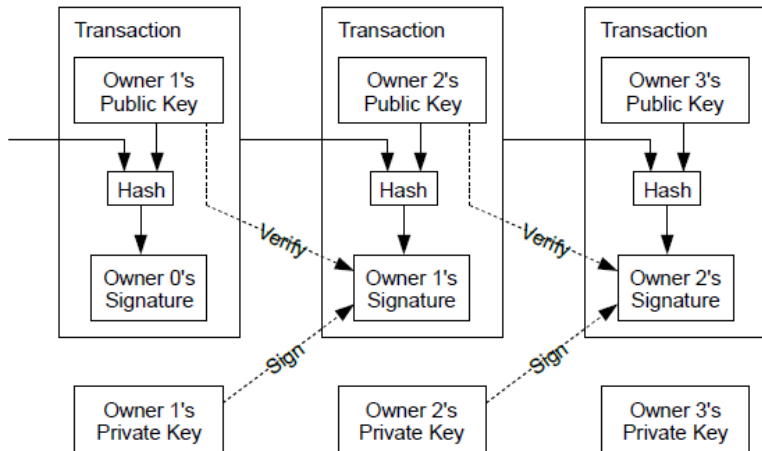 Transaction
Transaction
Transaction
Owner 1's
Public Key
Owner 2's
Public Key
Owner 3's
Public Key
Hash
Hash
Hash
Verify
Verify
Owner 0's
Signature
Owner 1's
Signature
Owner 2's
Signature
Sign
Sign
Owner 1's
Private Key
Owner 2's
Private Key
Owner 3's
Private Key